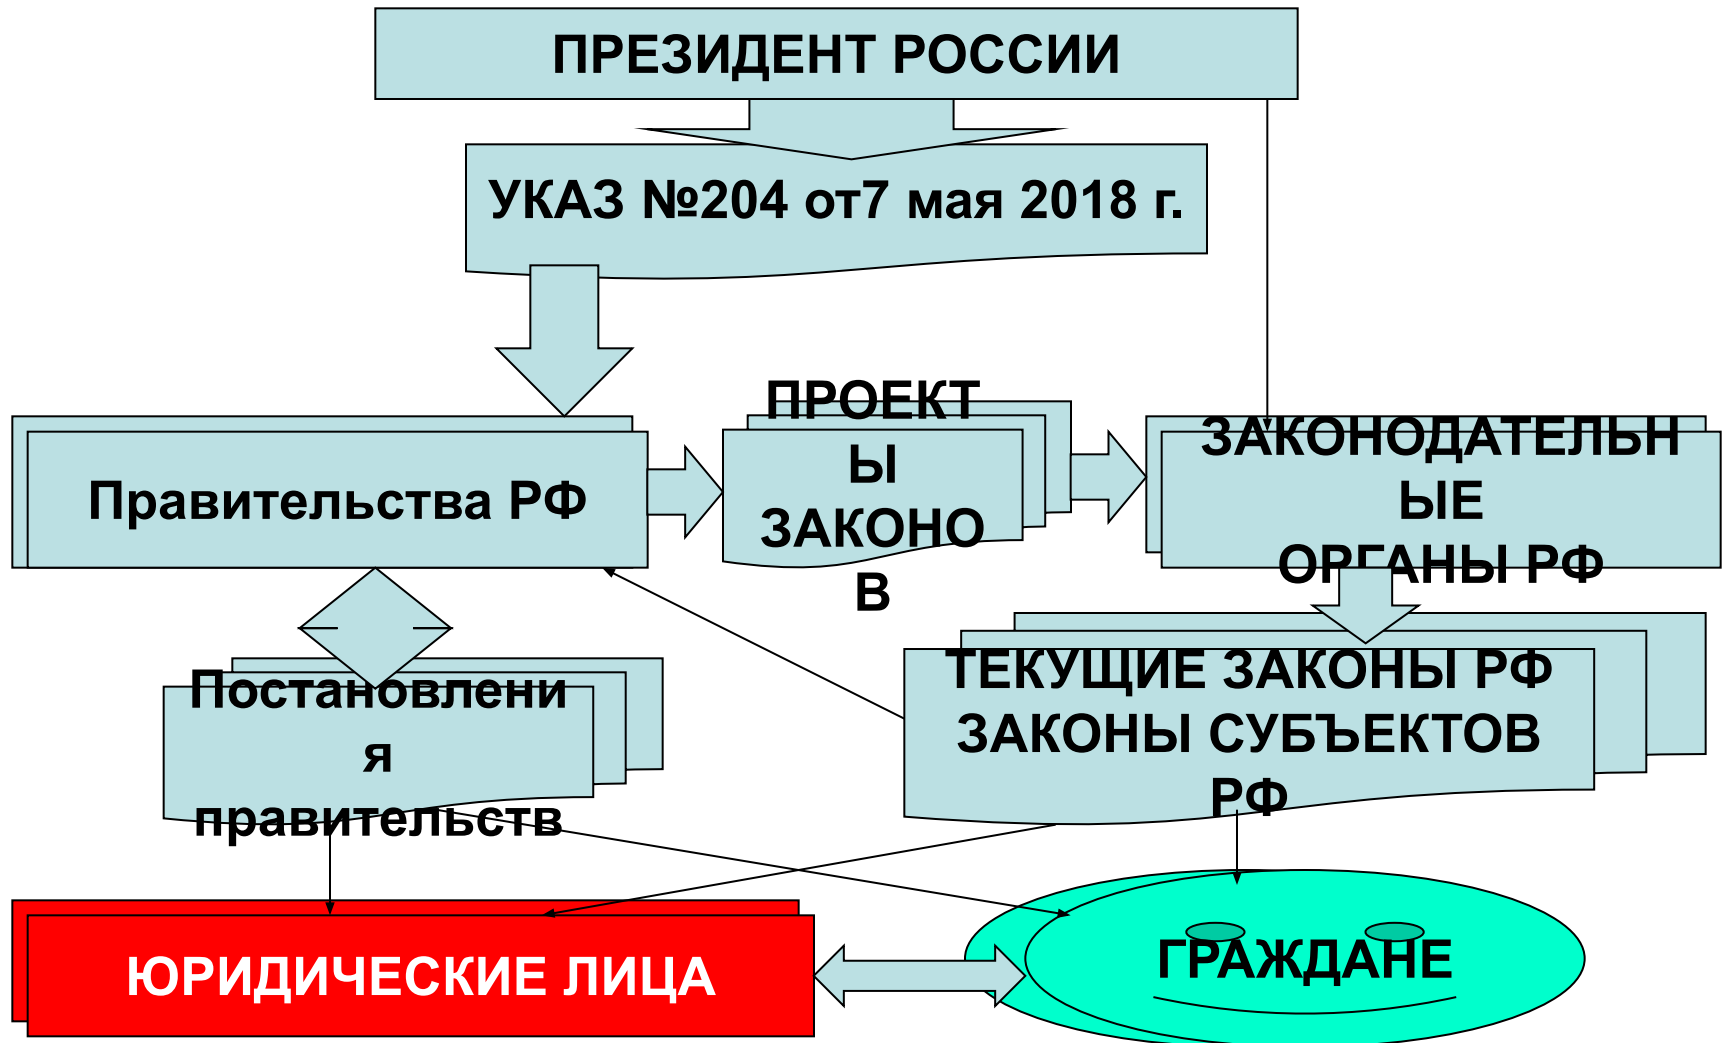 ПРЕЗИДЕНТ РОССИИ
УКАЗ №204 от7 мая 2018 г.
Правительства РФ
ПРОЕКТ
Ы
ЗАКОНО
В
ЗАКОНОДАТЕЛЬН
ЫЕ
ОРГАНЫ РФ
Постановлени
я
правительств
ТЕКУЩИЕ ЗАКОНЫ РФ
ЗАКОНЫ СУБЪЕКТОВ
РФ
ЮРИДИЧЕСКИЕ ЛИЦА
ГРАЖДАНЕ